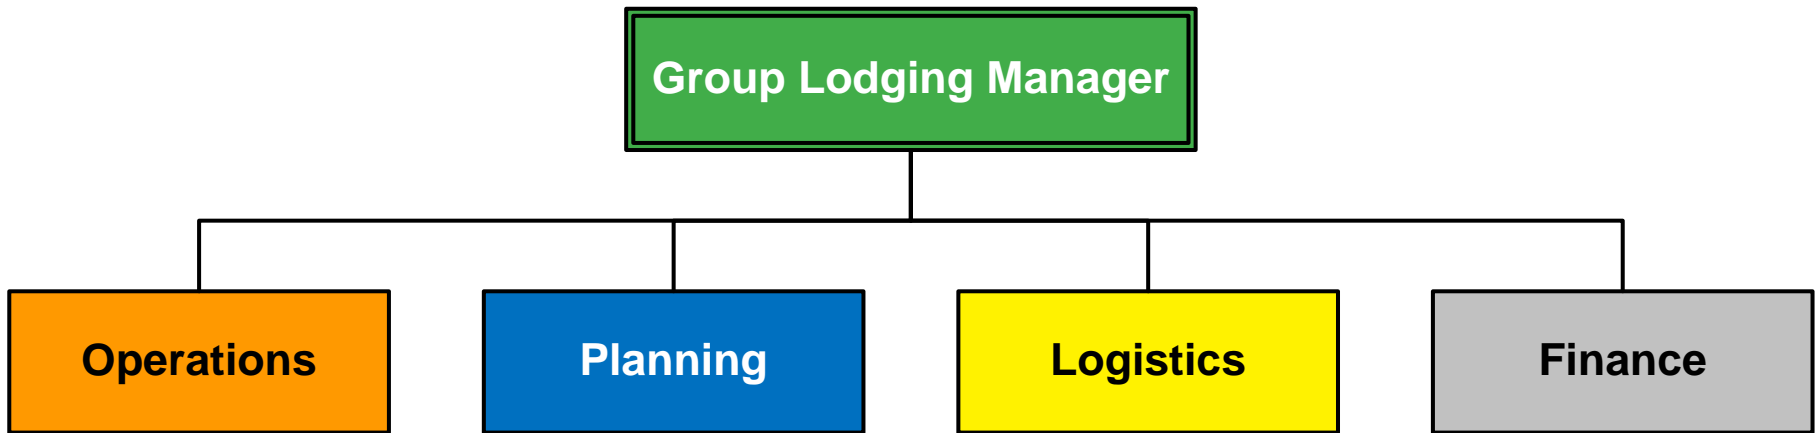 Group Lodging Manager
Operations
Planning
Logistics
Finance